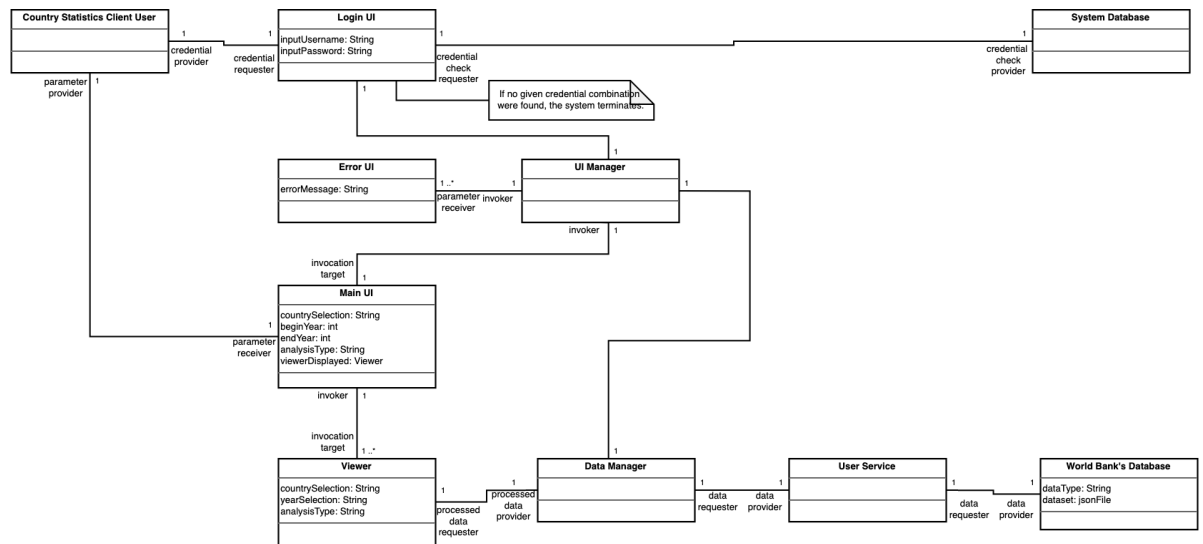 Country Statistics Client User
Login UI
System Database
inputUsername: String
inputPassword: String
1
1
1
1
credential
provider
credential
requester
credential
check
requester
credential
check
provider
parameter
provider
1
1
If no given credential combination
were found, the system terminates.
1
Error UI
UI Manager
errorMessage: String
1 ..*
1
1
parameter
receiver
invoker
invoker
1
invocation
target
1
Main UI
countrySelection: String
beginYear: int
endYear: int
analysisType: String
viewerDisplayed: Viewer
1
parameter
receiver
invoker
1
invocation
target
1 ..*
1
Viewer
Data Manager
User Service
World Bank's Database
countrySelection: String
yearSelection: String
analysisType: String
dataType: String
dataset: jsonFile
1
1
1
1
1
1
processed
data
requester
processed
data
provider
data
requester
data
provider
data
requester
data
provider